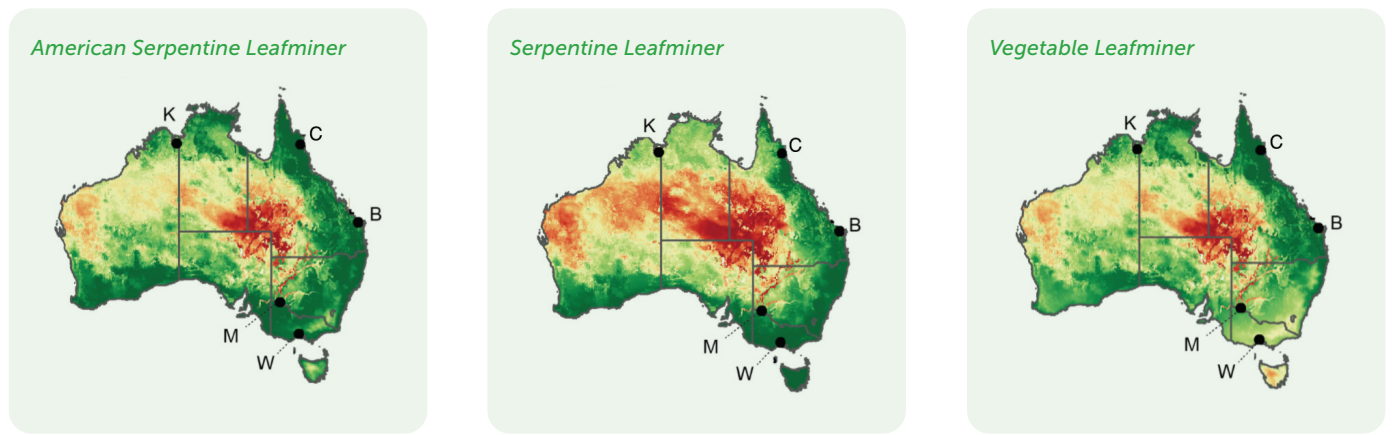 American Serpentine Leafminer
K
C
B
M
W
Serpentine Leafminer
K
C
B
M
W
Vegetable Leafminer
K
C
B
M
W